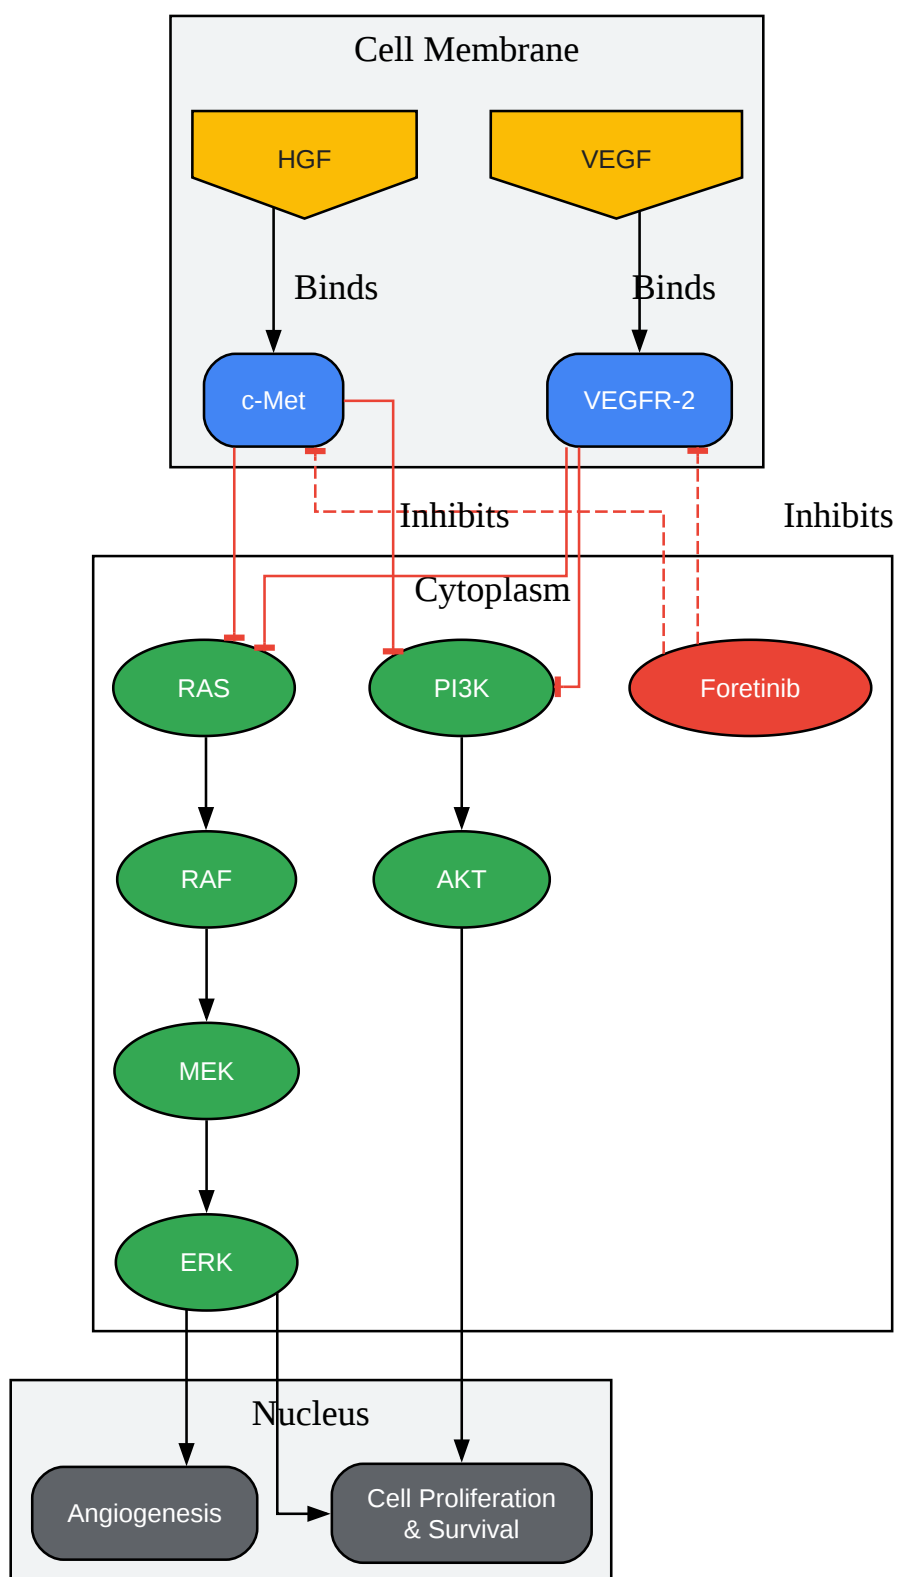 Cell Membrane
HGF
VEGF
Binds
Binds
c-Met
VEGFR-2
Inhibits
Inhibits
Cytoplasm
RAS
PI3K
Foretinib
RAF
AKT
MEK
ERK
Nucleus
Angiogenesis
Cell Proliferation
& Survival